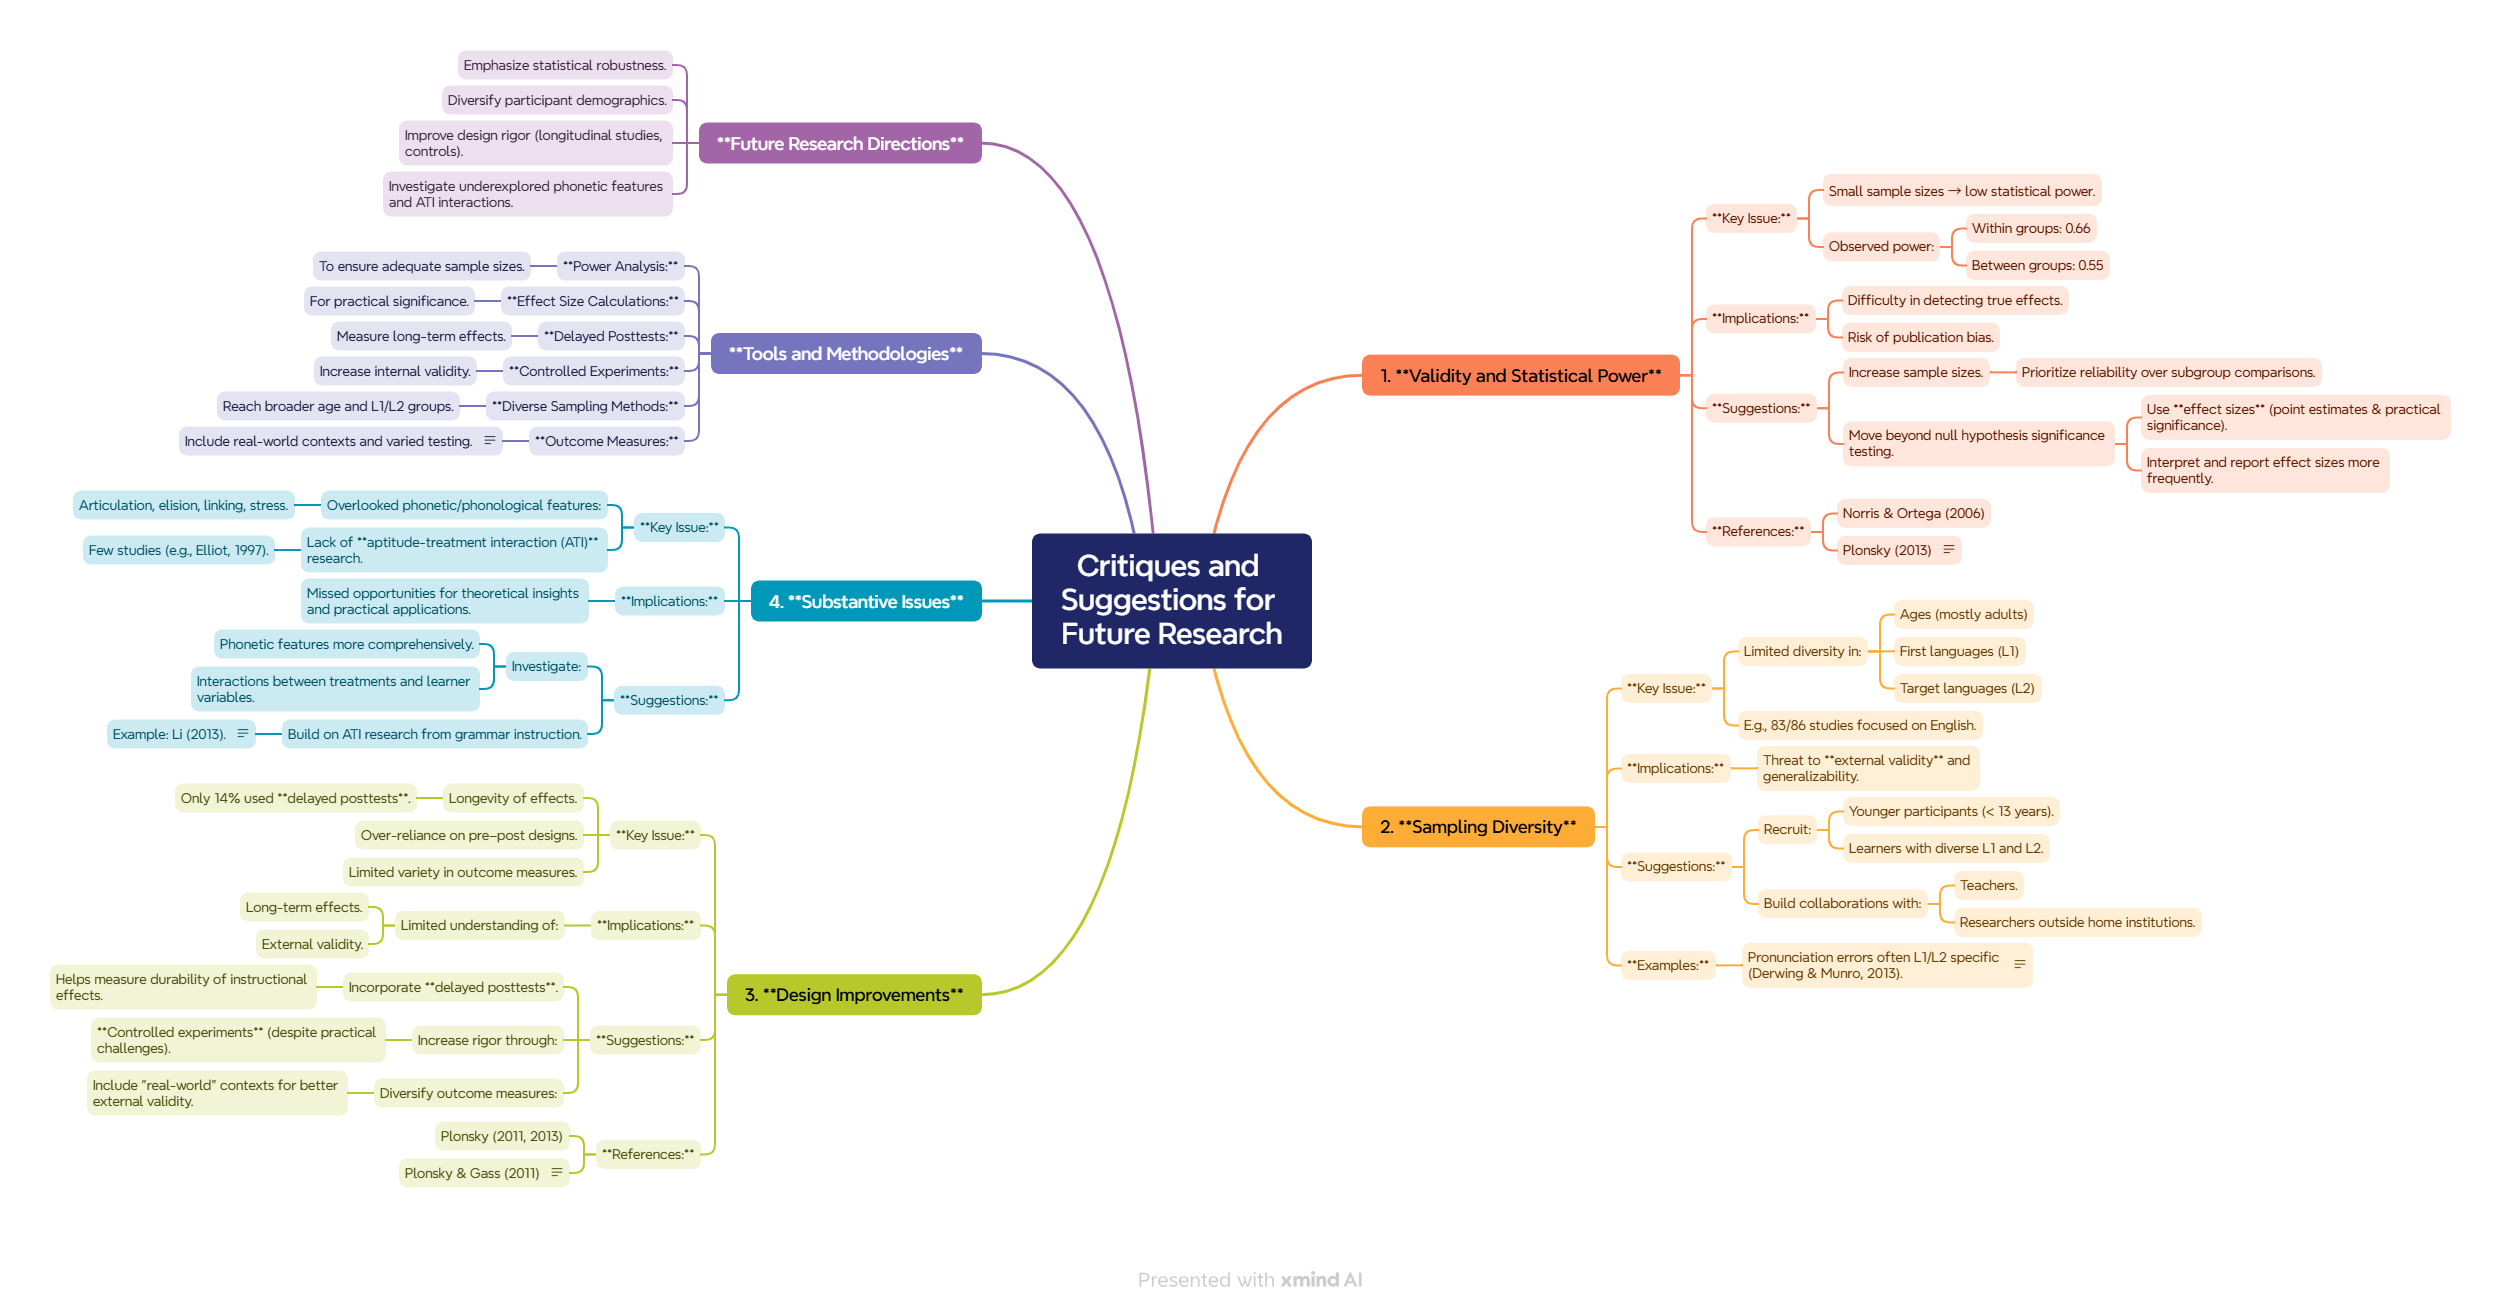 Critiques and
Suggestions for
Future Research
1. **Validity and Statistical Power**
**Key Issue:**
Small sample sizes → low statistical power.
Observed power:
Within groups: 0.66
Between groups: 0.55
**Implications:**
Difficulty in detecting true effects.
Risk of publication bias.
**Suggestions:**
Increase sample sizes.
Prioritize reliability over subgroup comparisons.
Move beyond null hypothesis significance
testing.
Use **effect sizes** (point estimates & practical
significance).
Interpret and report effect sizes more
frequently.
**References:**
Norris & Ortega (2006)
Plonsky (2013)
2. **Sampling Diversity**
**Key Issue:**
Limited diversity in:
Ages (mostly adults)
First languages (L1)
Target languages (L2)
E.g., 83/86 studies focused on English.
**Implications:**
Threat to **external validity** and
generalizability.
**Suggestions:**
Recruit:
Younger participants (< 13 years).
Learners with diverse L1 and L2.
Build collaborations with:
Teachers.
Researchers outside home institutions.
**Examples:**
Pronunciation errors often L1/L2 specific
(Derwing & Munro, 2013).
3. **Design Improvements**
**Key Issue:**
Longevity of effects.
Only 14% used **delayed posttests**.
Over-reliance on pre–post designs.
Limited variety in outcome measures.
**Implications:**
Limited understanding of:
Long-term effects.
External validity.
**Suggestions:**
Incorporate **delayed posttests**.
Helps measure durability of instructional
effects.
Increase rigor through:
**Controlled experiments** (despite practical
challenges).
Diversify outcome measures:
Include "real-world" contexts for better
external validity.
**References:**
Plonsky (2011, 2013)
Plonsky & Gass (2011)
4. **Substantive Issues**
**Key Issue:**
Overlooked phonetic/phonological features:
Articulation, elision, linking, stress.
Lack of **aptitude-treatment interaction (ATI)**
research.
Few studies (e.g., Elliot, 1997).
**Implications:**
Missed opportunities for theoretical insights
and practical applications.
**Suggestions:**
Investigate:
Phonetic features more comprehensively.
Interactions between treatments and learner
variables.
Build on ATI research from grammar instruction.
Example: Li (2013).
**Tools and Methodologies**
**Power Analysis:**
To ensure adequate sample sizes.
**Effect Size Calculations:**
For practical significance.
**Delayed Posttests:**
Measure long-term effects.
**Controlled Experiments:**
Increase internal validity.
**Diverse Sampling Methods:**
Reach broader age and L1/L2 groups.
**Outcome Measures:**
Include real-world contexts and varied testing.
**Future Research Directions**
Emphasize statistical robustness.
Diversify participant demographics.
Improve design rigor (longitudinal studies,
controls).
Investigate underexplored phonetic features
and ATI interactions.
Presented with xmind AI